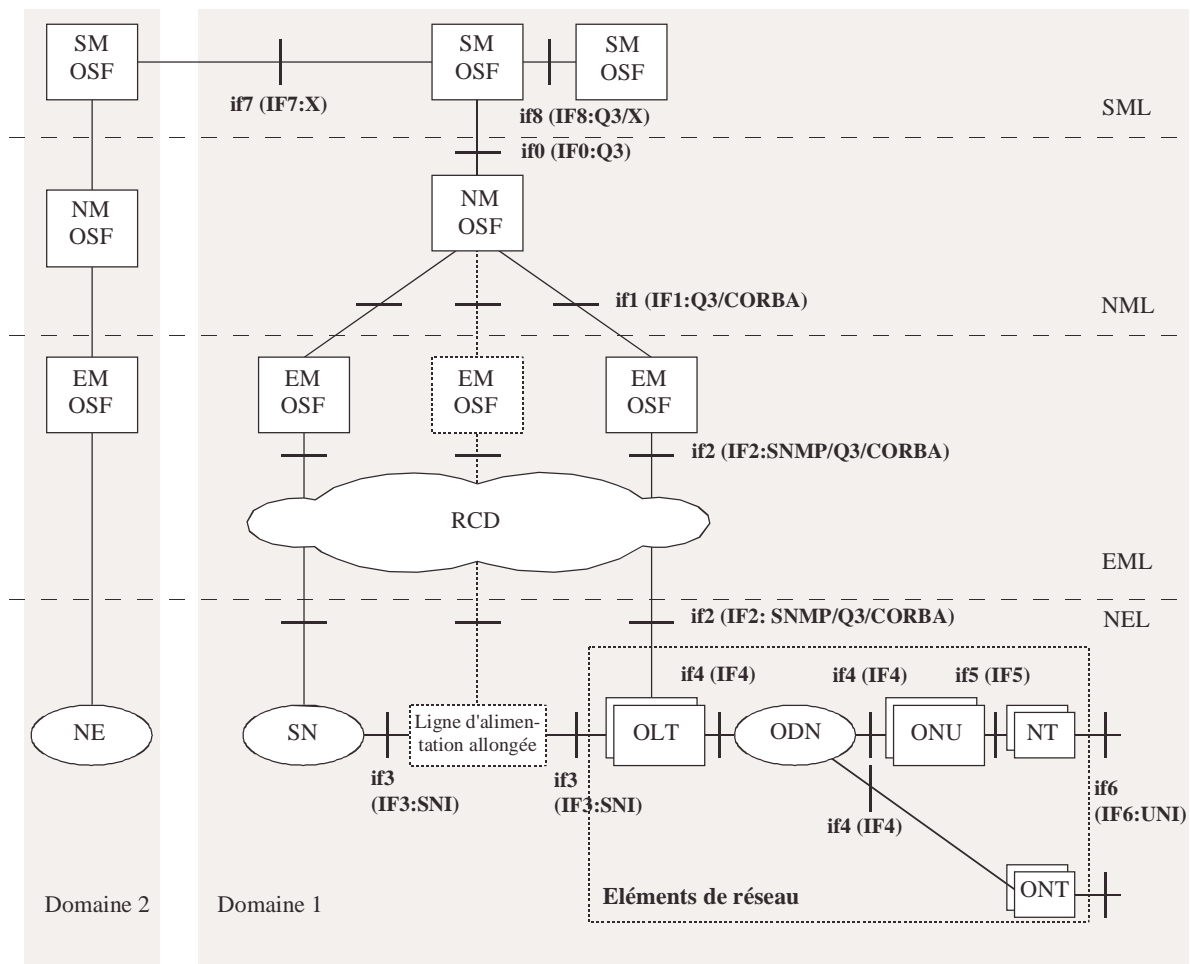 SM
OSF
SM
OSF
SM
OSF
if7 (IF7:X)
if8 (IF8:Q3/X)
SML
if0 (IF0:Q3)
NM
OSF
NM
OSF
if1 (IF1:Q3/CORBA)
NML
EM
OSF
EM
OSF
EM
OSF
EM
OSF
if2 (IF2:SNMP/Q3/CORBA)
RCD
EML
if2 (IF2: SNMP/Q3/CORBA)
NEL
if4 (IF4)
if4 (IF4)
if5 (IF5)
NE
SN
Ligne d'alimen-
tation allongée
OLT
ODN
ONU
NT
if3
(IF3:SNI)
if3
(IF3:SNI)
if6
(IF6:UNI)
if4 (IF4)
ONT
Eléments de réseau
Domaine 2
Domaine 1